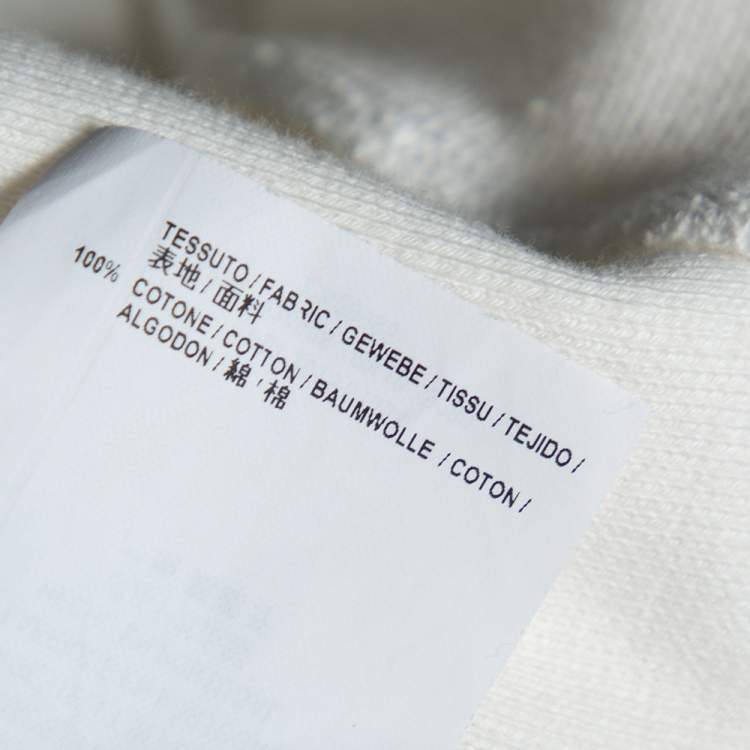 TESSUTO / FABRIC / GEWEBE / TISSU / TEJIDO /
表地 / 面料
100% COTONE / COTTON / BAUMWOLLE / COTON /
ALGODON / 綿 / 棉